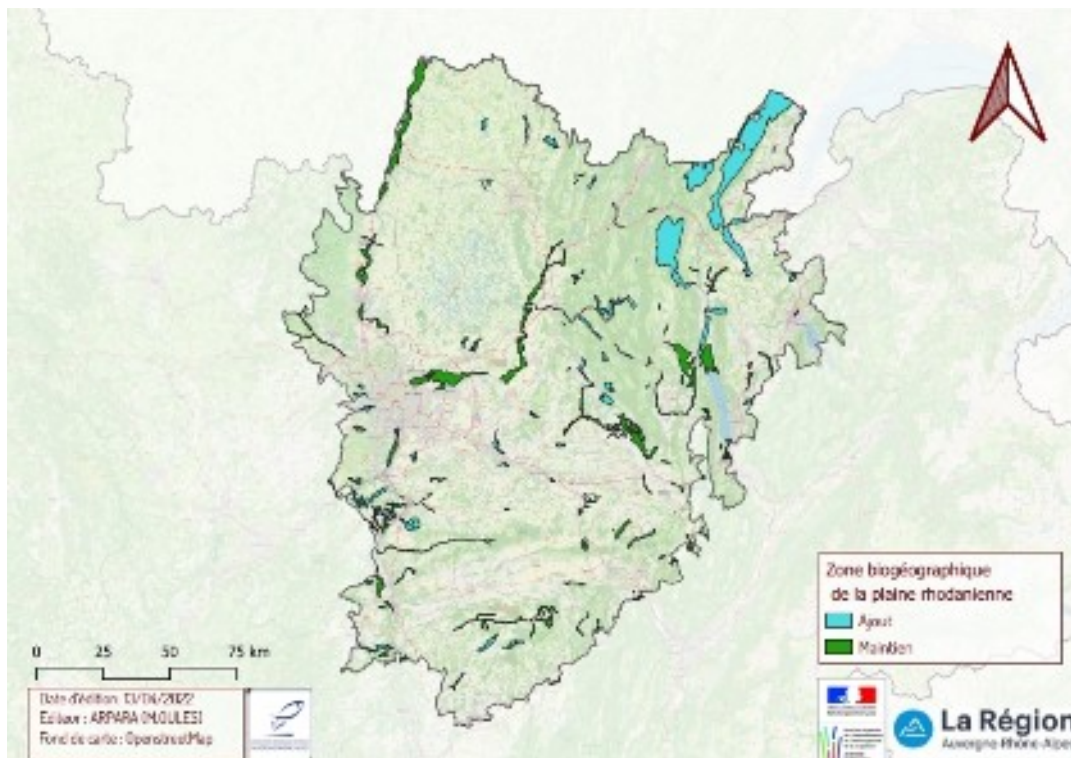 Zone biogéographique
de la plaine rhodanienne
Ajout
Maintien
0 25 50 75 km
Date d'édition: 13/06/2022
Editeur : ARPARA (M.OULES)
Fond de carte : OpenstreetMap
La Région
Auvergne-Rhône-Alpes